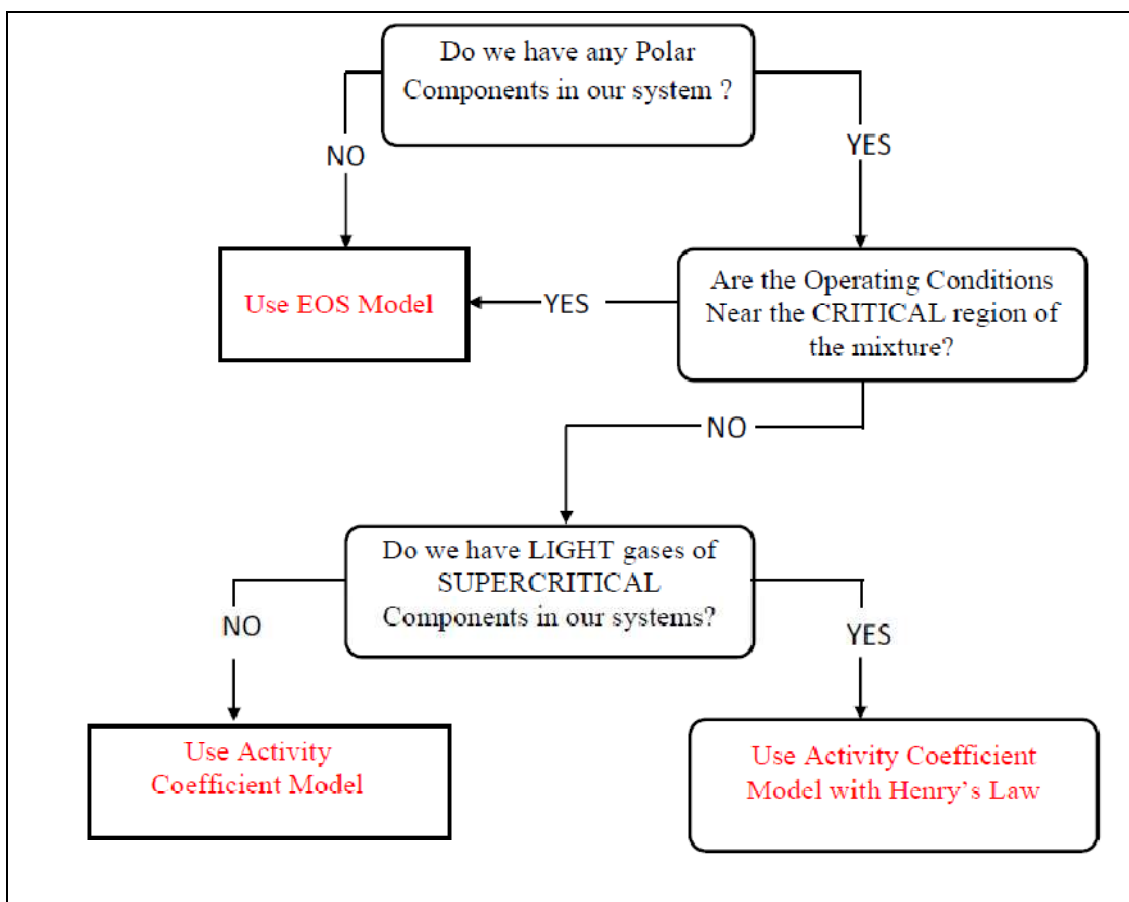 Do we have any Polar
Components in our system ?
NO
YES
Use EOS Model
YES
Are the Operating Conditions
Near the CRITICAL region of
the mixture?
NO
Do we have LIGHT gases of
SUPERCRITICAL
Components in our systems?
NO
YES
Use Activity
Coefficient Model
Use Activity Coefficient
Model with Henry's Law